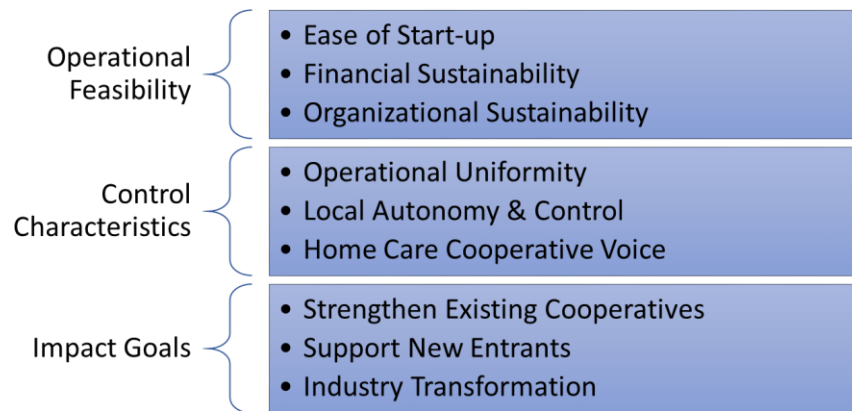 Operational
Feasibility
• Ease of Start-up
• Financial Sustainability
• Organizational Sustainability
Control
Characteristics
• Operational Uniformity
• Local Autonomy & Control
• Home Care Cooperative Voice
Impact Goals
• Strengthen Existing Cooperatives
• Support New Entrants
• Industry Transformation